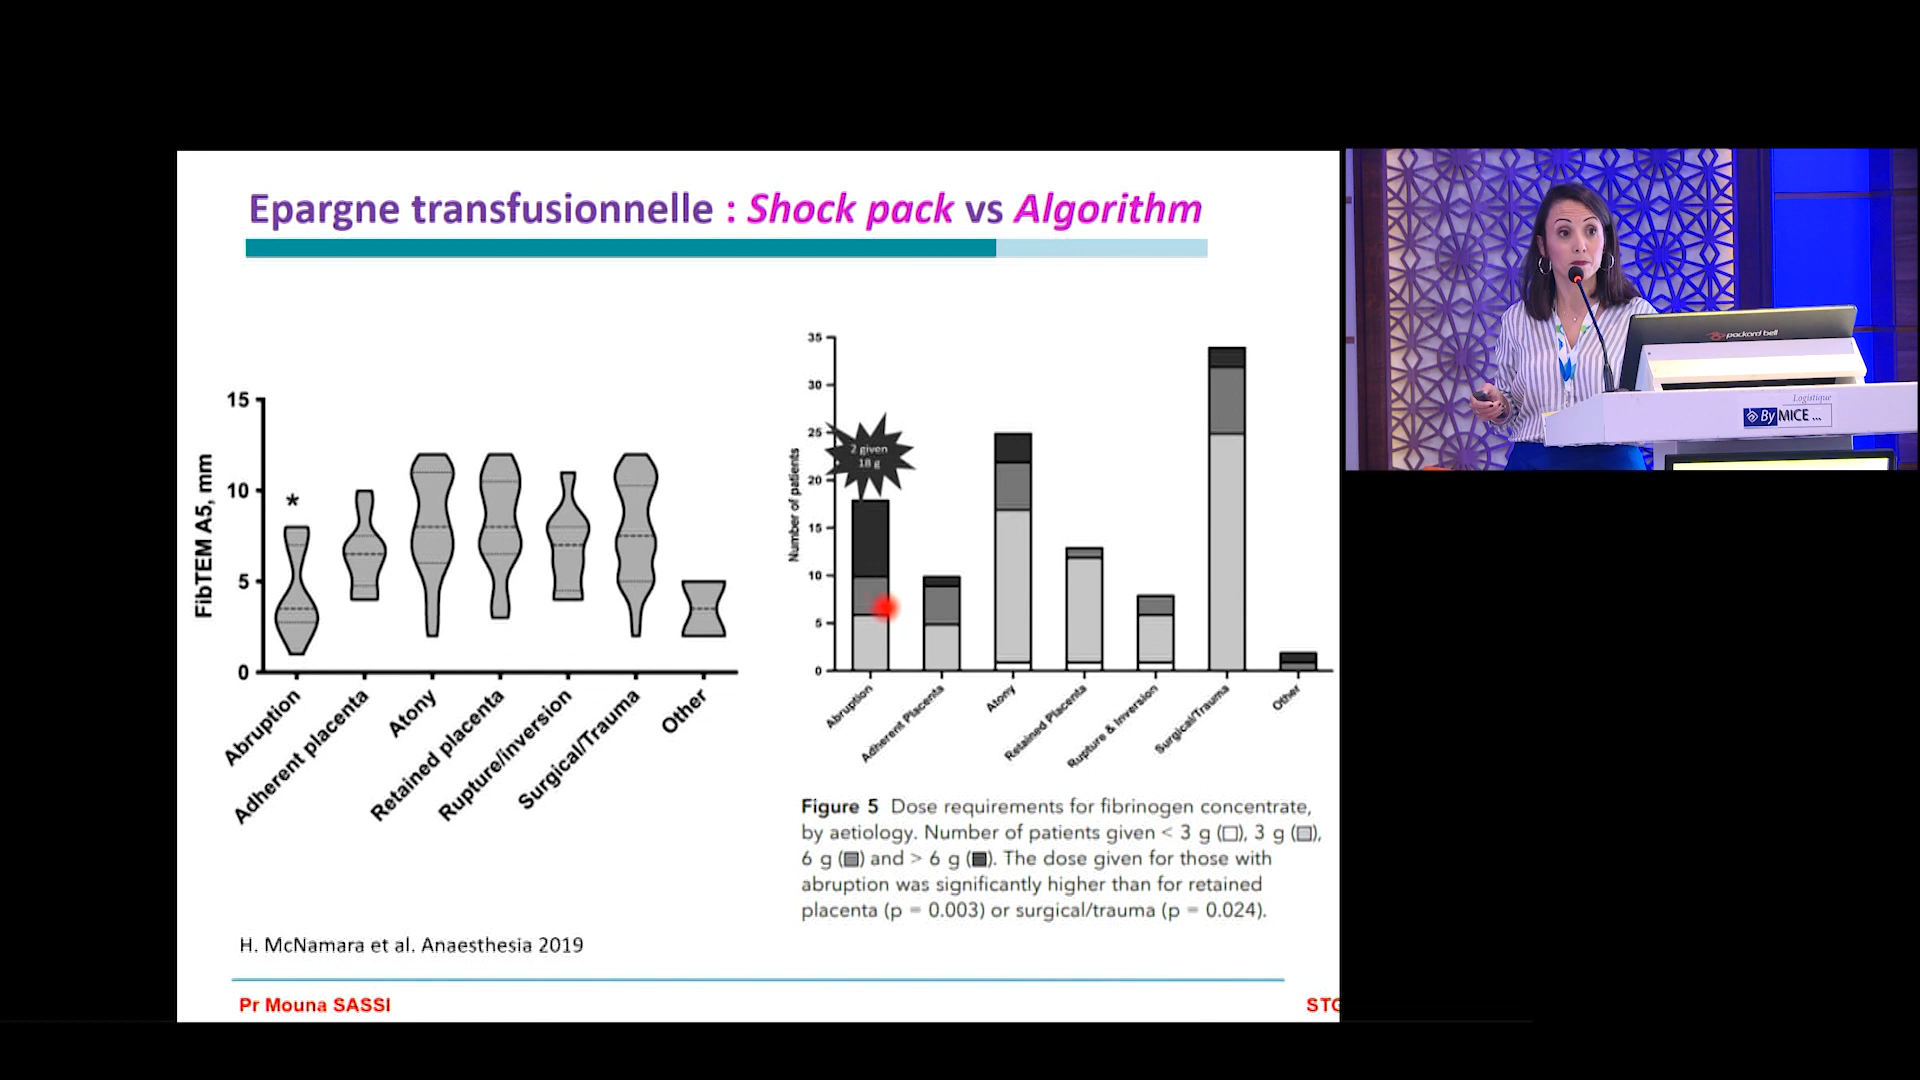 Epargne transfusionnelle : Shock pack vs Algorithm
FibTEM A5, mm
15
10
5
0
*
Abruption
Adherent placenta
Atony
Retained placenta
Rupture/inversion
Surgical/Trauma
Other
Number of patients
35
30
25
20
15
10
5
0
2 given
18 g
Abruption
Adherent Placenta
Atony
Retained Placenta
Rupture & Inversion
Surgical/Trauma
Other
Figure 5 Dose requirements for fibrinogen concentrate,
by aetiology. Number of patients given < 3 g (□), 3 g (■),
6 g (■) and > 6 g (■). The dose given for those with
abruption was significantly higher than for retained
placenta (p = 0.003) or surgical/trauma (p = 0.024).
H. McNamara et al. Anaesthesia 2019
Pr Mouna SASSI
packard bell
Logistique
By MICE ...